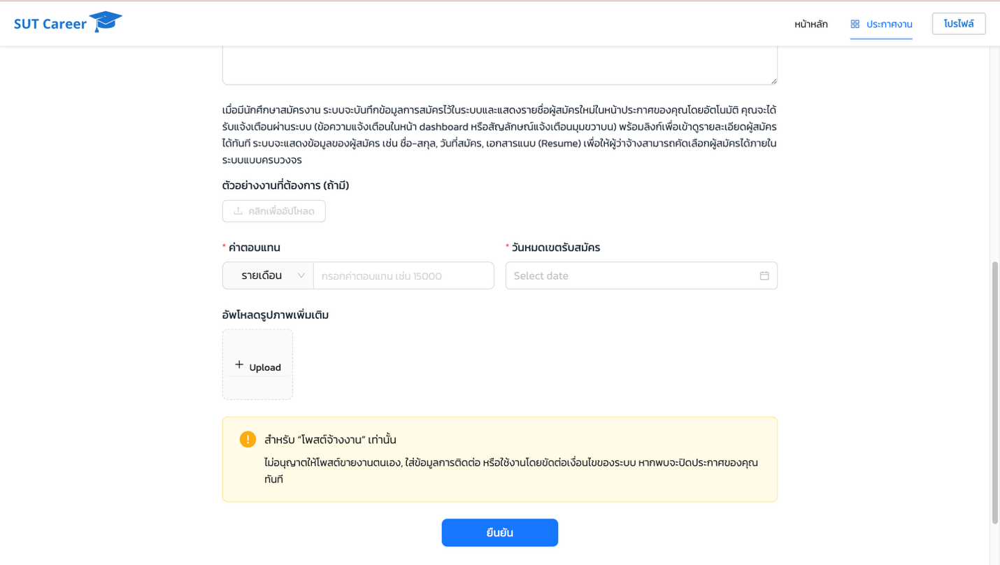 SUT Career
หน้าหลัก
ประกาศงาน
โปรไฟล์
เมื่อมีนักศึกษาสมัครงาน ระบบจะบันทึกข้อมูลการสมัครไว้ในระบบและแสดงรายชื่อผู้สมัครใหม่ในหน้าประกาศของคุณโดยอัตโนมัติ คุณจะได้
รับแจ้งเตือนผ่านระบบ (ข้อความแจ้งเตือนในหน้า dashboard หรือสัญลักษณ์แจ้งเตือนมุมขวาบน) พร้อมลิงก์เพื่อเข้าดูรายละเอียดผู้สมัคร
ได้ทันที ระบบจะแสดงข้อมูลของผู้สมัคร เช่น ชื่อ-สกุล, วันที่สมัคร, เอกสารแนบ (Resume) เพื่อให้ผู้ว่าจ้างสามารถคัดเลือกผู้สมัครได้ภายใน
ระบบแบบครบวงจร
ตัวอย่างงานที่ต้องการ (ถ้ามี)
คลิกเพื่ออัปโหลด
* ค่าตอบแทน
* วันหมดเขตรับสมัคร
รายเดือน
กรอกค่าตอบแทน เช่น 15000
Select date
อัพโหลดรูปภาพเพิ่มเติม
+ Upload
สำหรับ “โพสต์จ้างงาน” เท่านั้น
ไม่อนุญาตให้โพสต์ขายงานตนเอง, ใส่ข้อมูลการติดต่อ หรือใช้งานโดยขัดต่อเงื่อนไขของระบบ หากพบจะปิดประกาศของคุณ
ทันที
ยืนยัน